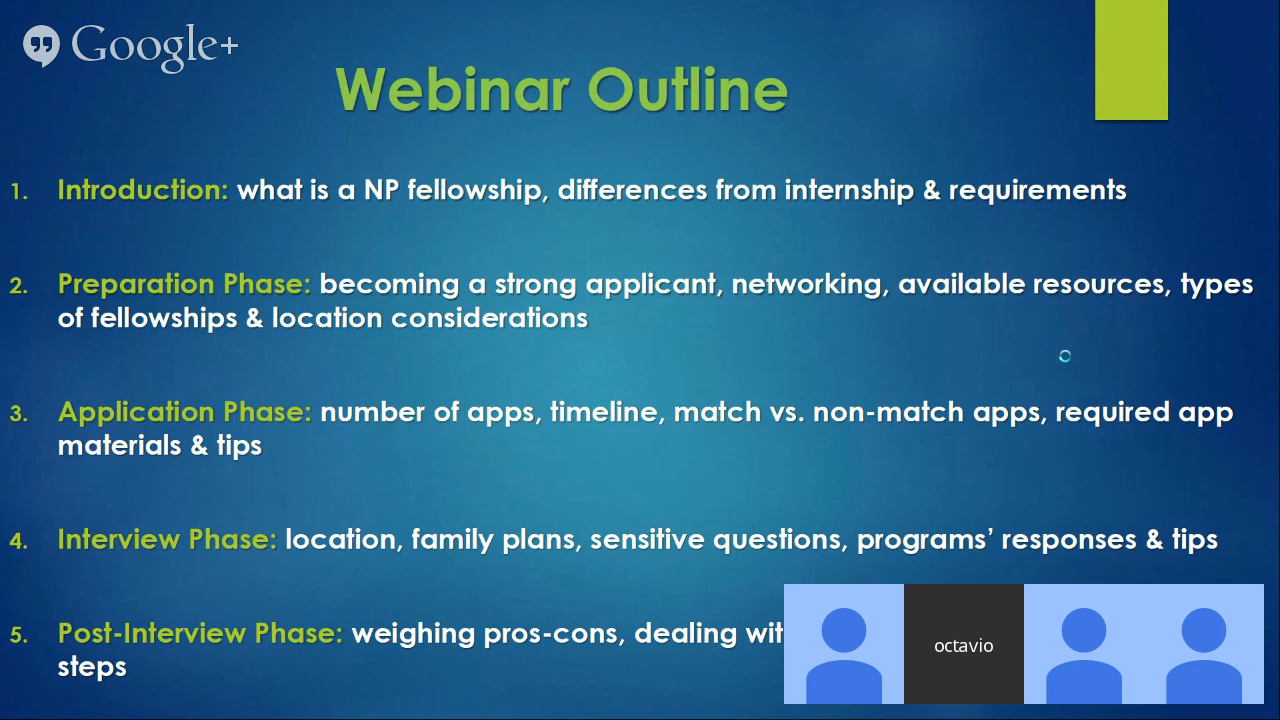 Google+
Webinar Outline
1. Introduction: what is a NP fellowship, differences from internship & requirements
2. Preparation Phase: becoming a strong applicant, networking, available resources, types
of fellowships & location considerations
3. Application Phase: number of apps, timeline, match vs. non-match apps, required app
materials & tips
4. Interview Phase: location, family plans, sensitive questions, programs’ responses & tips
5. Post-Interview Phase: weighing pros-cons, dealing
steps
octavio